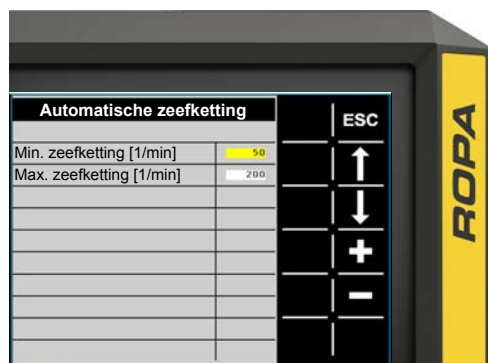 Automatische zeefketting
ESC
Min. zeefketting [1/min] 50
Max. zeefketting [1/min] 200
+
−
ROPA